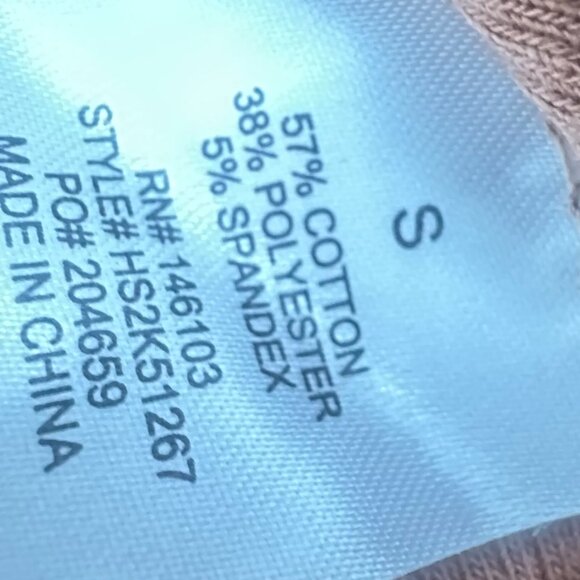 S
57% COTTON
38% POLYESTER
5% SPANDEX
RN# 146103
STYLE# HS2K51267
PO# 204659
MADE IN CHINA